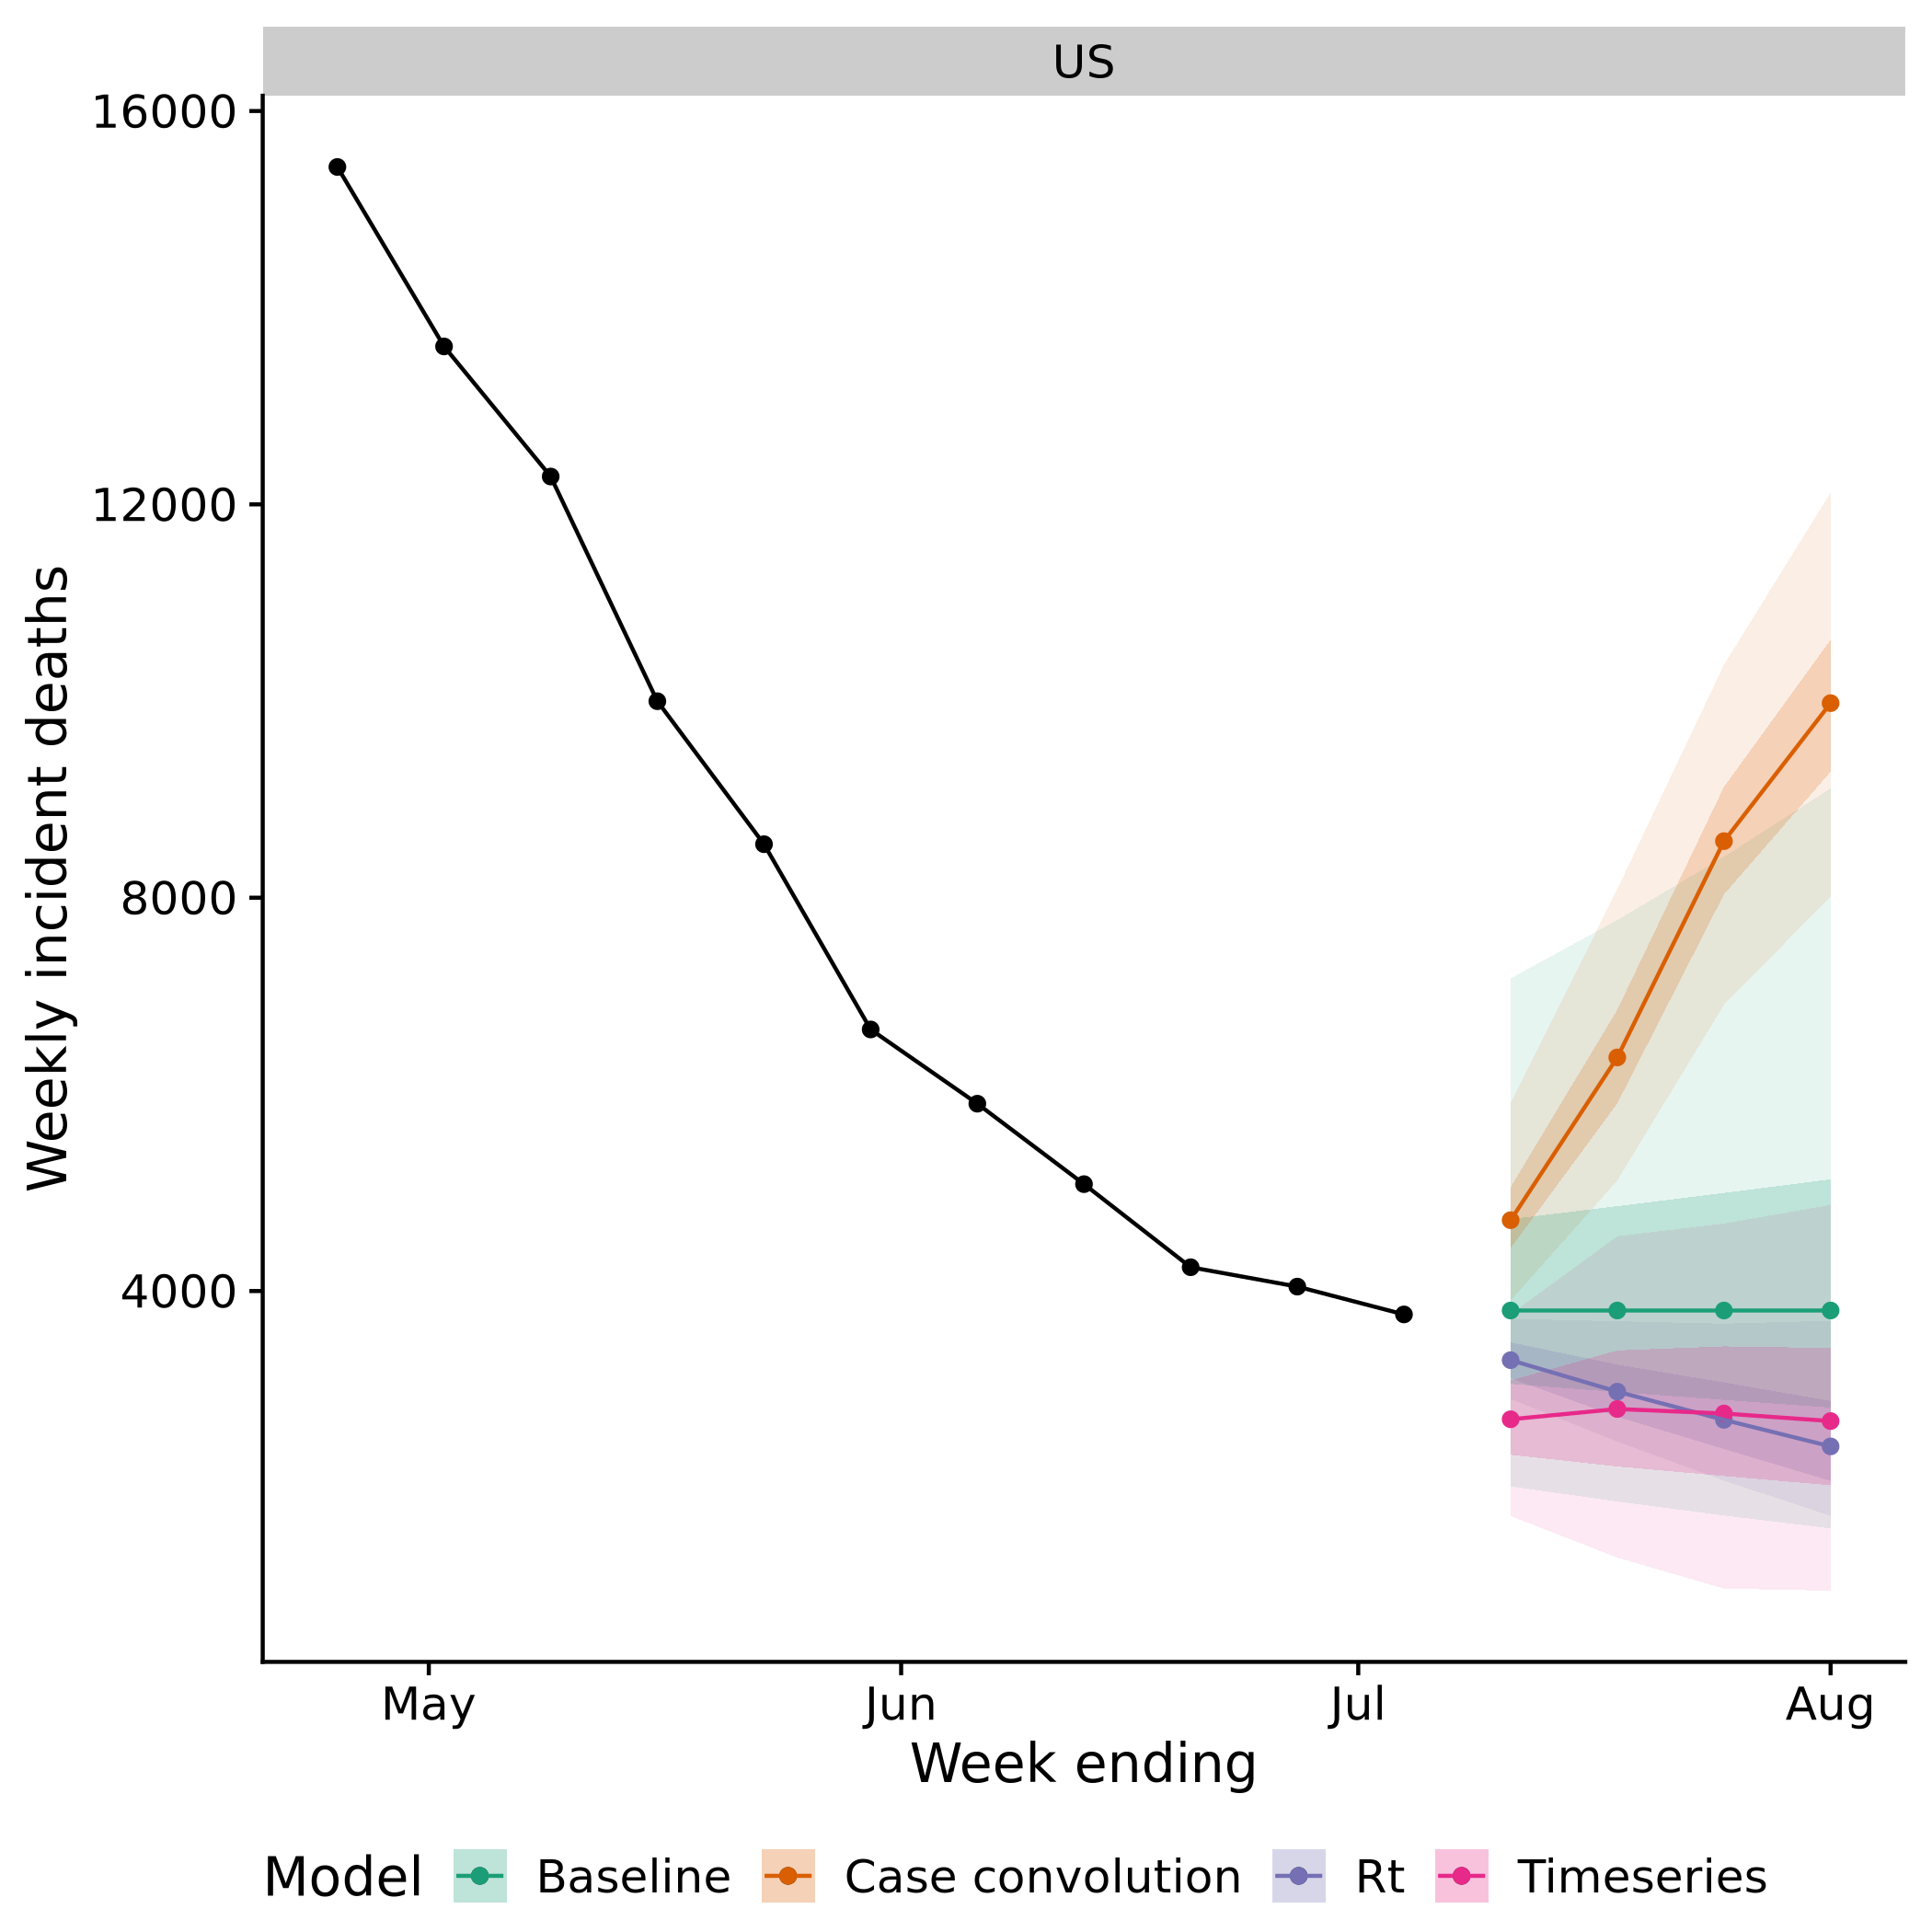 US
16000
12000
8000
4000
Weekly incident deaths
May Jun Jul Aug
Week ending
Model Baseline Case convolution Rt Timeseries